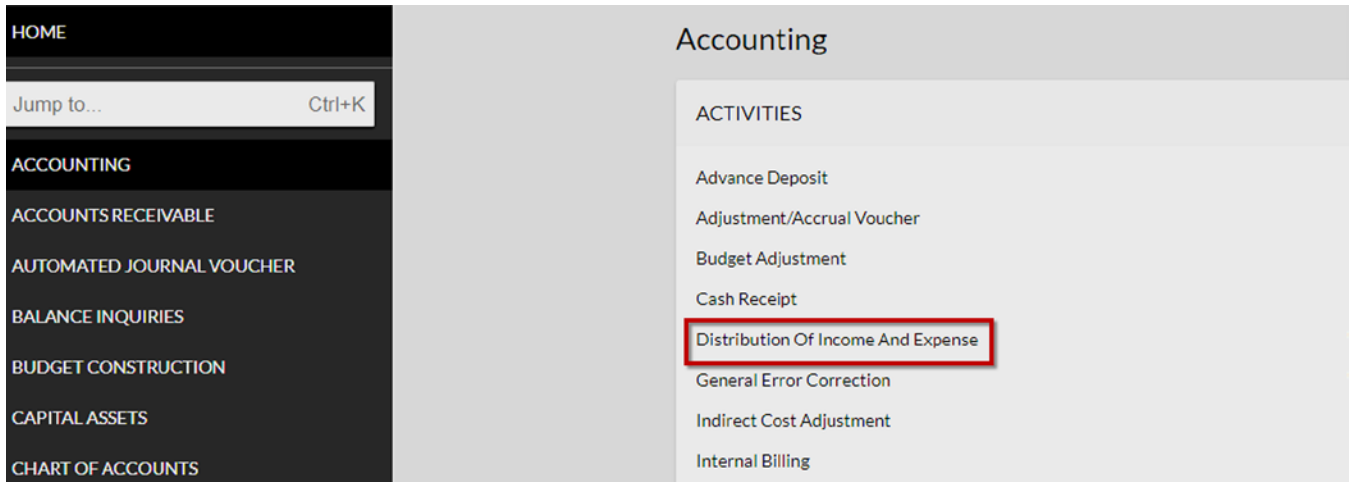 HOME
Jump to... Ctrl+K
ACCOUNTING
ACCOUNTS RECEIVABLE
AUTOMATED JOURNAL VOUCHER
BALANCE INQUIRIES
BUDGET CONSTRUCTION
CAPITAL ASSETS
CHART OF ACCOUNTS
Accounting
ACTIVITIES
Advance Deposit
Adjustment/Accrual Voucher
Budget Adjustment
Cash Receipt
Distribution Of Income And Expense
General Error Correction
Indirect Cost Adjustment
Internal Billing